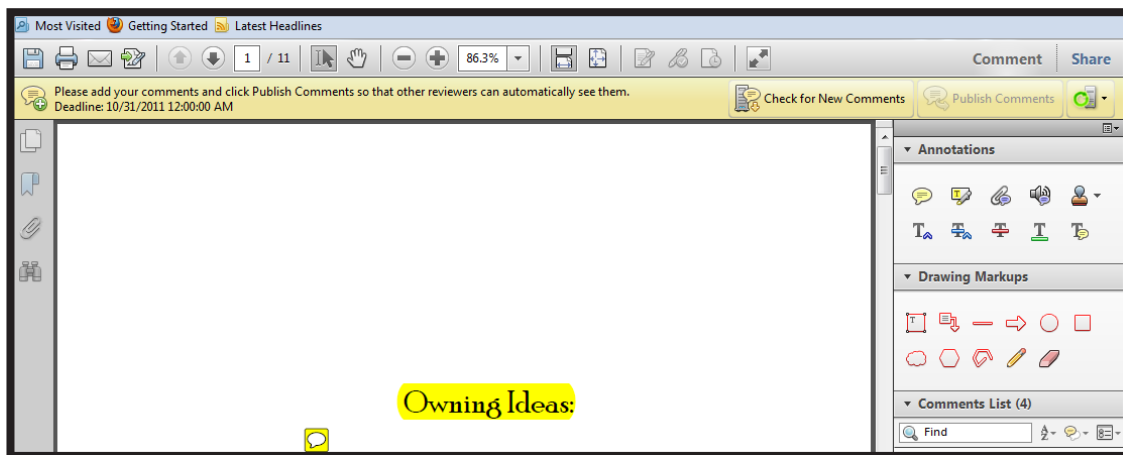 Most Visited Getting Started Latest Headlines
1 / 11 86.3% Comment Share
Please add your comments and click Publish Comments so that other reviewers can automatically see them.
Deadline: 10/31/2011 12:00:00 AM
Check for New Comments Publish Comments
Annotations
Drawing Markups
Owning Ideas:
Comments List (4)
Find